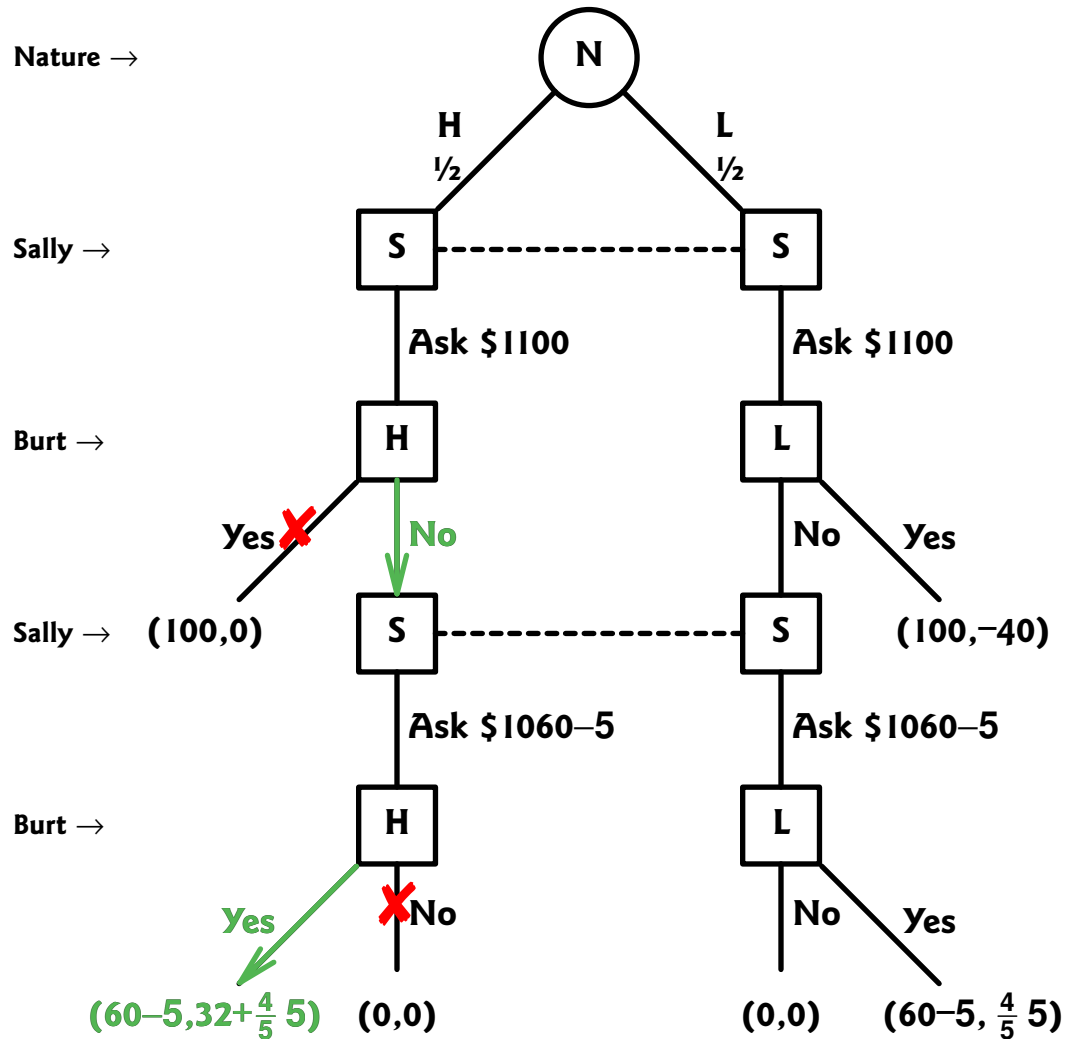 Nature → N
H L
½ ½
Sally → S S
Ask $1100 Ask $1100
Burt → H L
Yes No No Yes
Sally → (100,0) S S (100,−40)
Ask $1060–5 Ask $1060–5
Burt → H L
Yes No No Yes
(60–5,32+4/5 5) (0,0) (0,0) (60−5, 4/5 5)